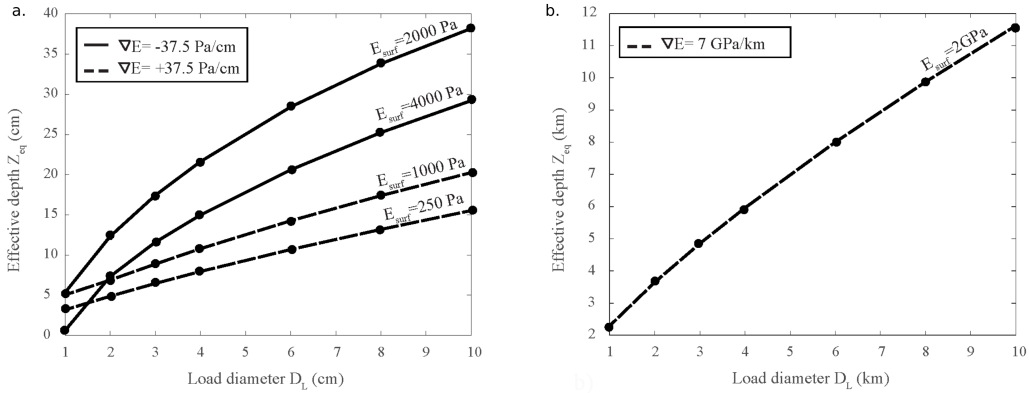 a.
∇E= -37.5 Pa/cm
∇E= +37.5 Pa/cm
E_surf=2000 Pa
E_surf=4000 Pa
E_surf=1000 Pa
E_surf=250 Pa
Effective depth Z_eq (cm)
40
35
30
25
20
15
10
5
0
1 2 3 4 5 6 7 8 9 10
Load diameter D_L (cm)
b.
∇E= 7 GPa/km
E_surf=2GPa
Effective depth Z_eq (km)
12
11
10
9
8
7
6
5
4
3
2
1 2 3 4 5 6 7 8 9 10
Load diameter D_L (km)